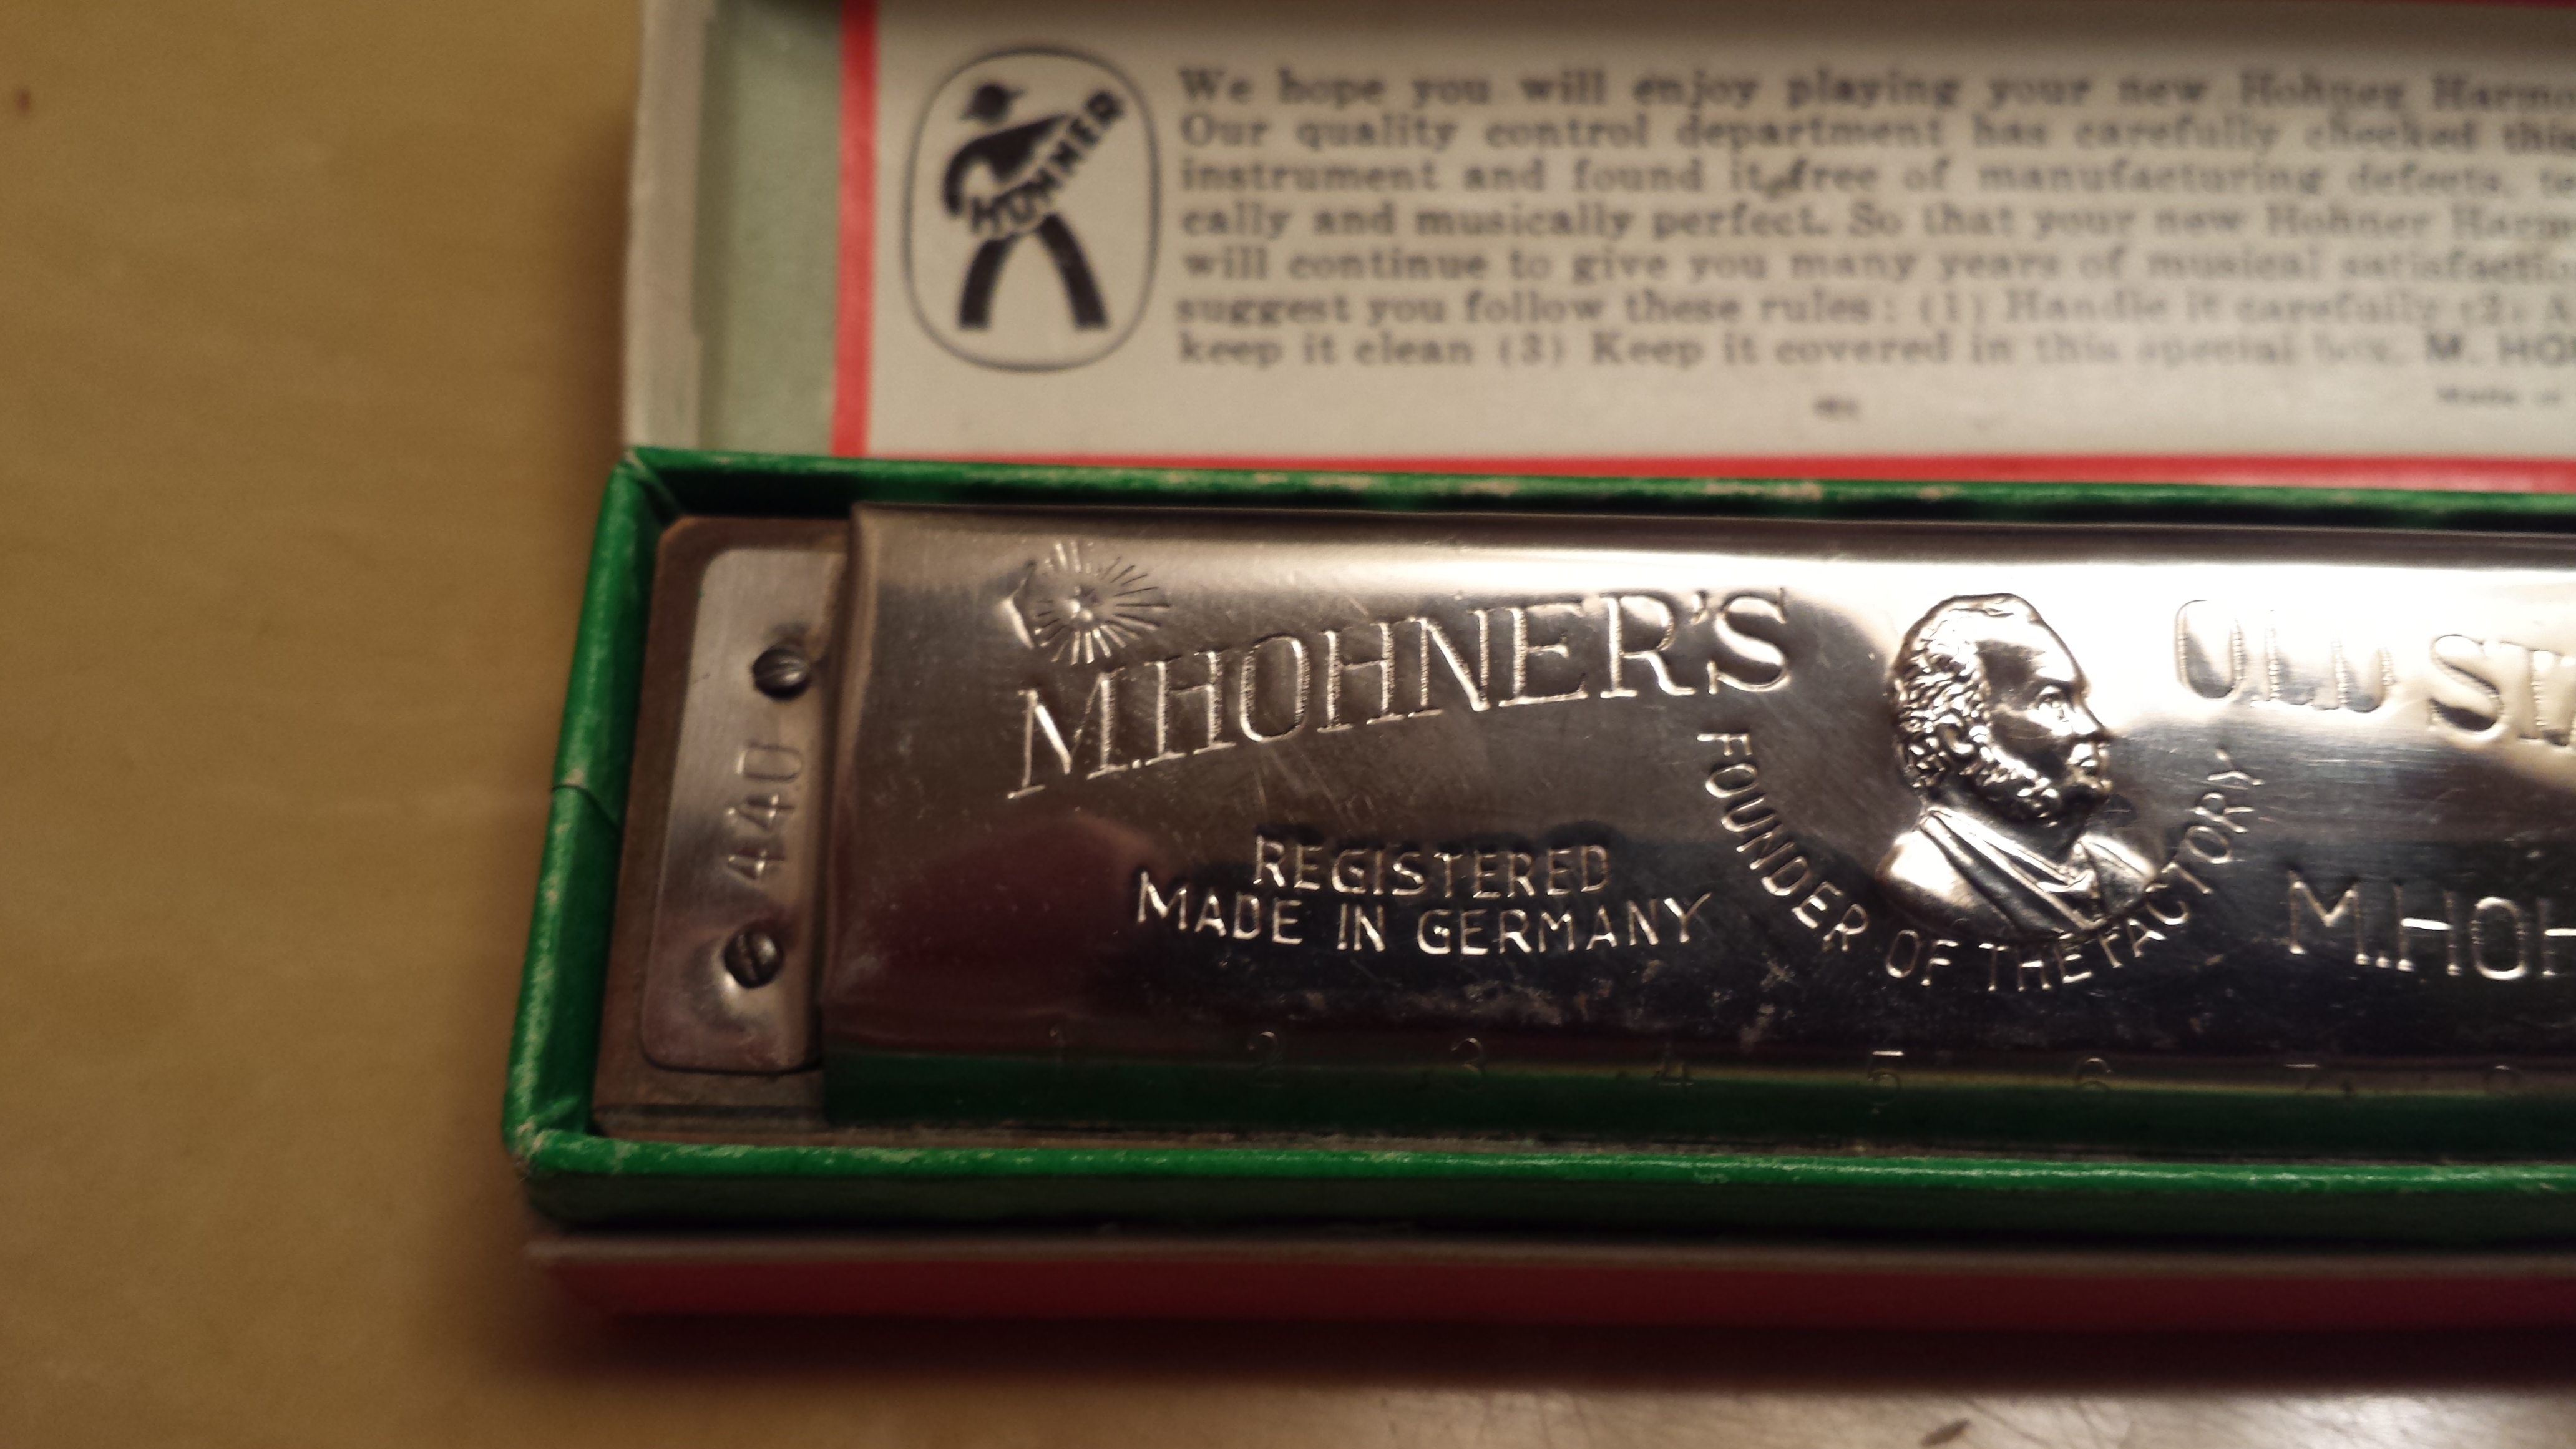 HOHNER
We hope you will enjoy playing your new Hohner
Our quality control department has carefully checked this
instrument and found it free of manufacturing defects,
cally and musically perfect. So that your new Hohner
will continue to give you many years of musical
suggest you follow these rules: (1) Handle it carefully (2)
keep it clean (3) Keep it covered in this special box. M.
440
M.HOHNER'S
REGISTERED
MADE IN GERMANY
FOUNDER OF THE FACTORY
OLD
1 2 3 4 5 6 7